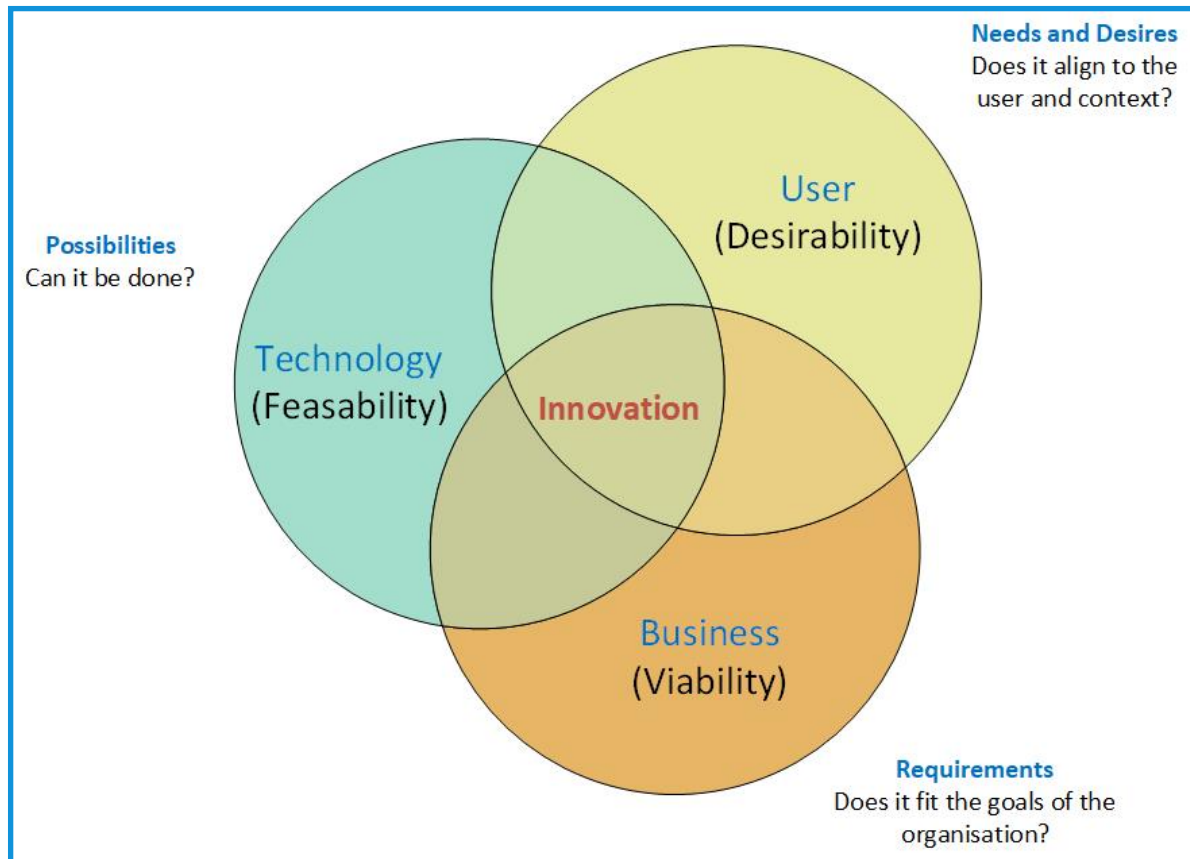 Needs and Desires
Does it align to the
user and context?
User
(Desirability)
Possibilities
Can it be done?
Technology
(Feasability)
Innovation
Business
(Viability)
Requirements
Does it fit the goals of the
organisation?